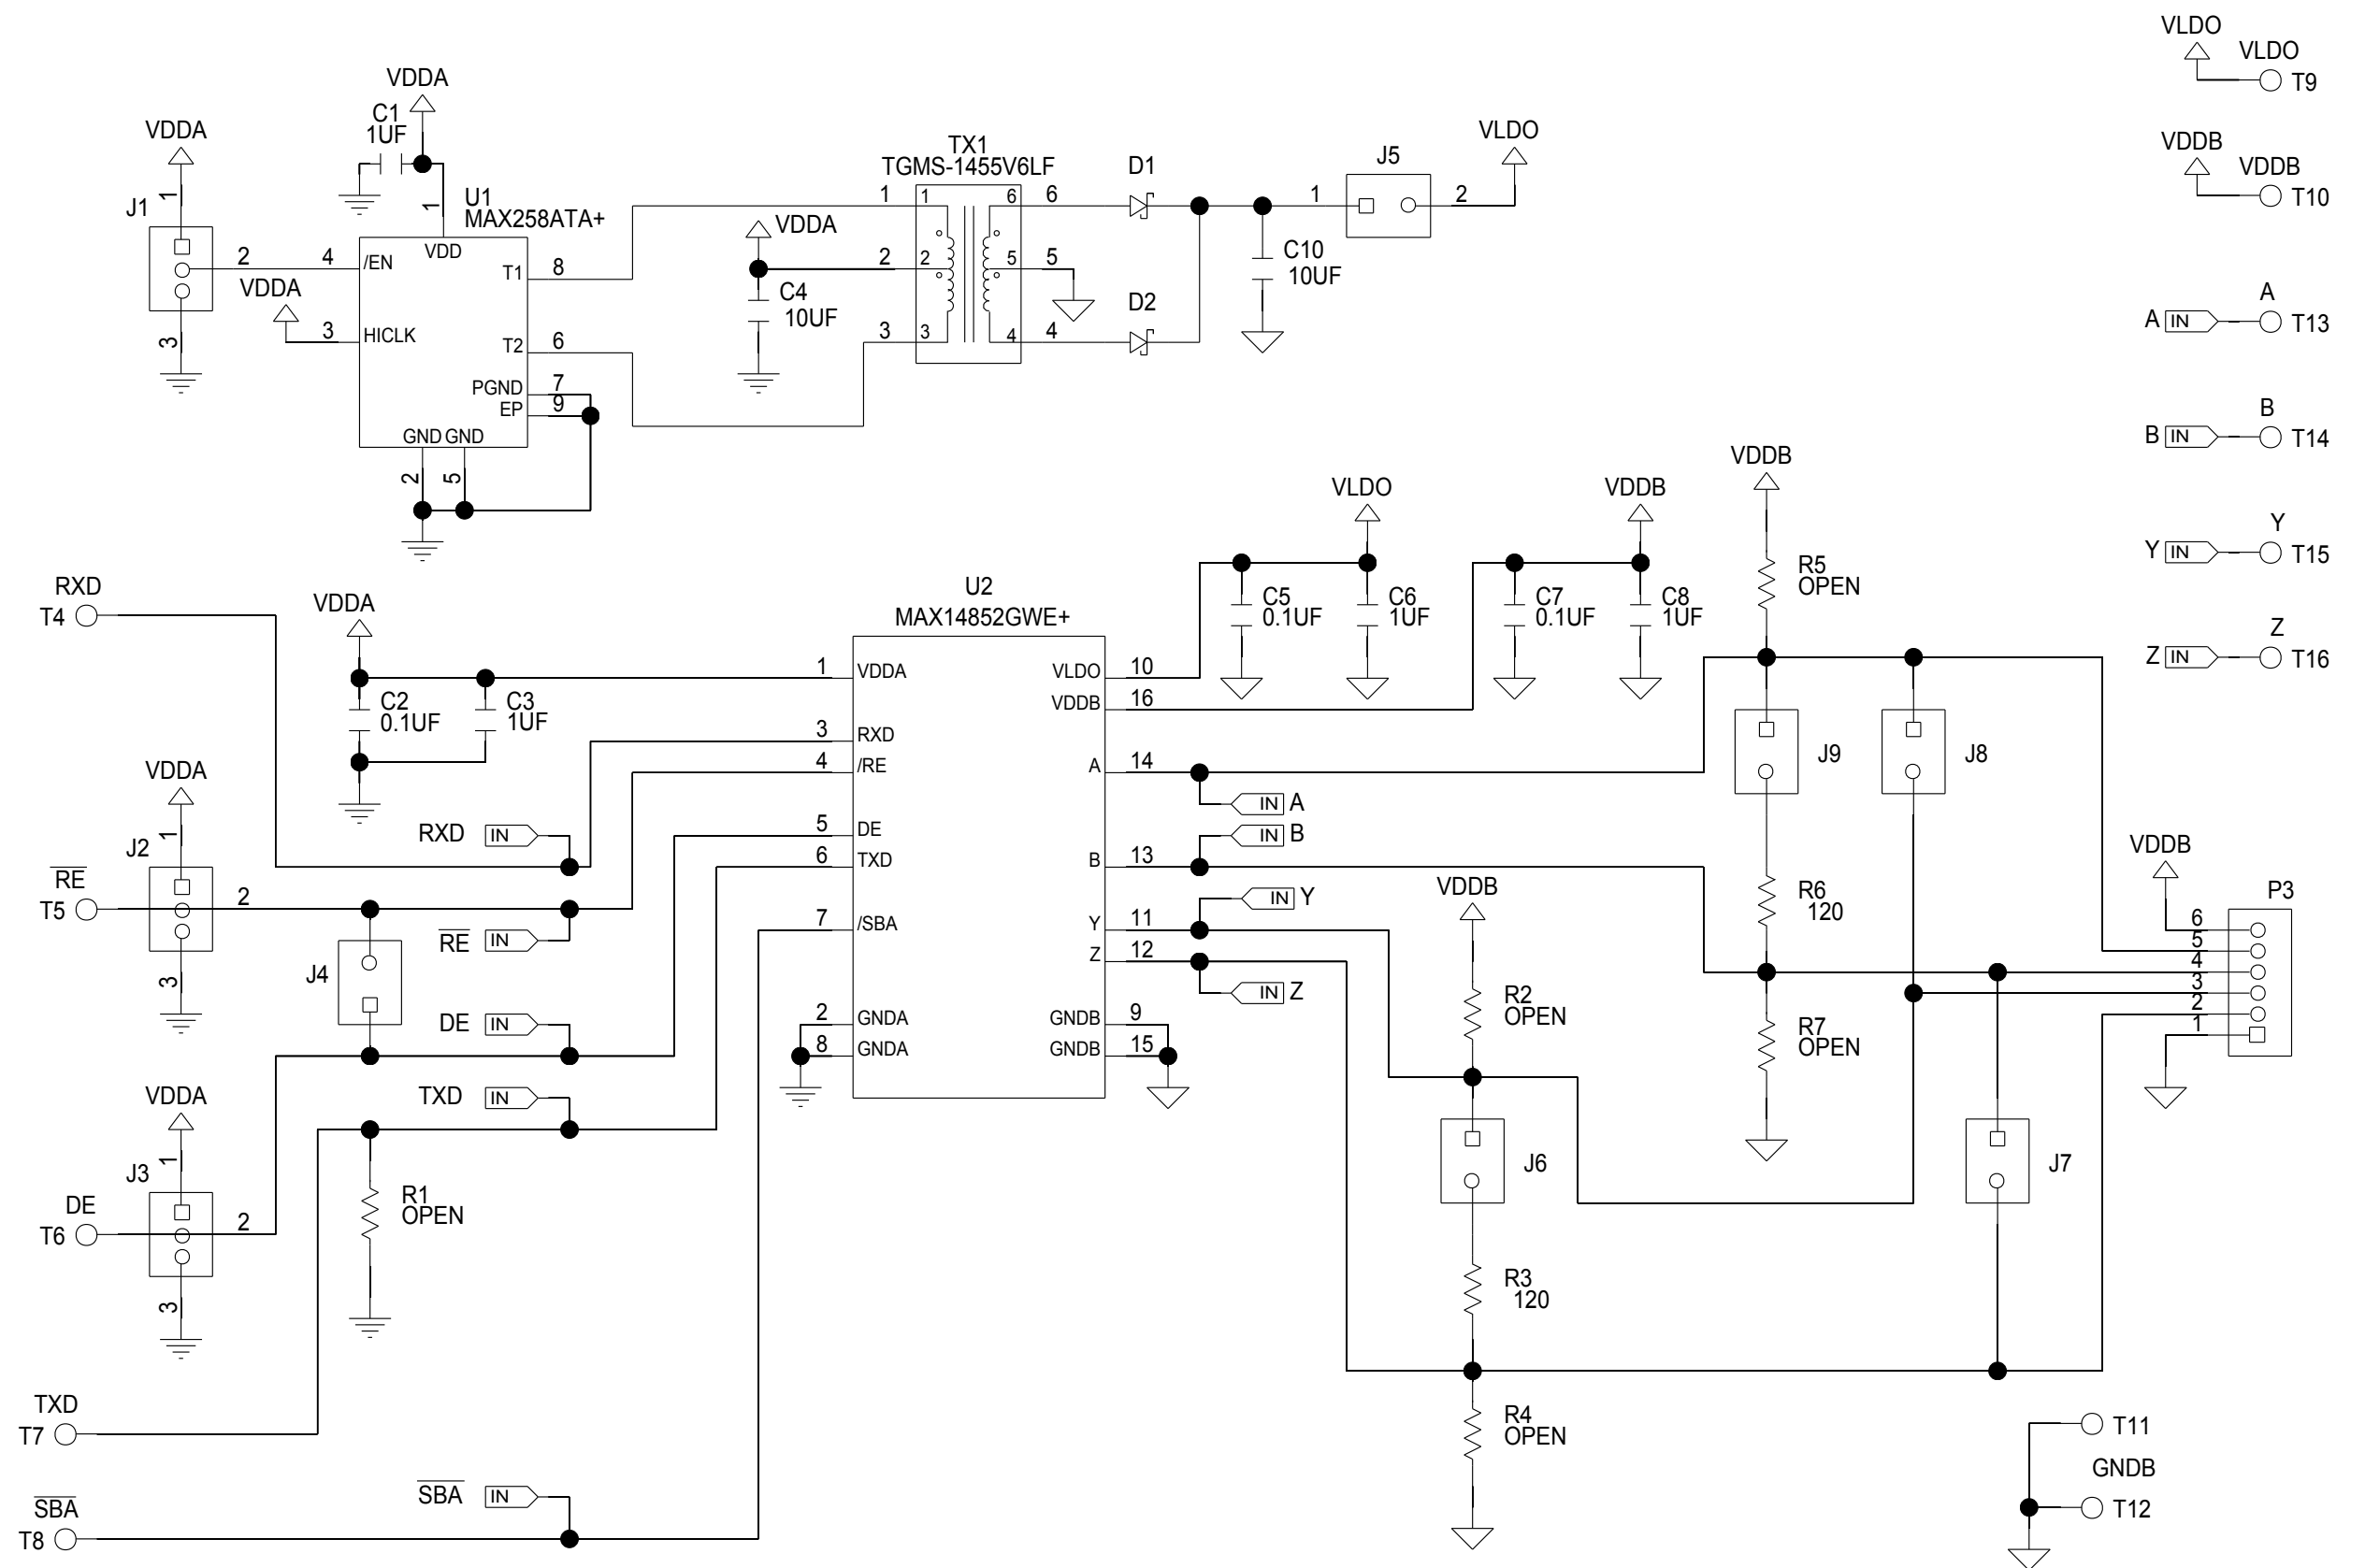 VLDO
VLDO
T9
VDDB
VDDB
T10
A
A IN T13
B
B IN T14
Y
Y IN T15
Z
Z IN T16
VDDA
C1
1UF
VDDA
J1
1
2
3
U1
MAX258ATA+
1
VDD
4 /EN
VDDA
3 HICLK
T1 8
T2 6
PGND 7
EP 9
GND GND
2 5
TX1
TGMS-1455V6LF
VDDA
C4
10UF
1 1 6 6
2 2 5 5
3 3 4 4
D1
D2
C10
10UF
J5
1 2
VLDO
RXD
T4
VDDA
C2
0.1UF
C3
1UF
U2
MAX14852GWE+
1 VDDA
3 RXD
4 /RE
5 DE
6 TXD
7 /SBA
2 GNDA
8 GNDA
VLDO 10
VDDB 16
A 14
B 13
Y 11
Z 12
GNDB 9
GNDB 15
VLDO
C5
0.1UF
C6
1UF
VDDB
C7
0.1UF
C8
1UF
IN A
IN B
IN Y
IN Z
VDDB
R5
OPEN
J9
J8
R6
120
R7
OPEN
VDDB
R2
OPEN
J6
R3
120
R4
OPEN
J7
VDDB
P3
6
5
4
3
2
1
VDDA
J2
1
2
3
RE
T5
RXD IN
RE IN
J4
DE IN
TXD IN
VDDA
J3
1
2
3
DE
T6
R1
OPEN
TXD
T7
SBA
T8
SBA IN
T11
GNDB
T12